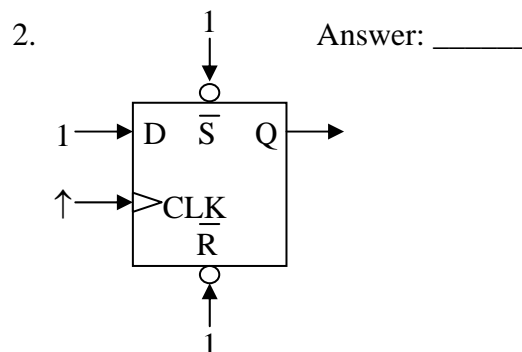 2.
1
Answer: ______
1
D
S̅
Q
↑
CLK
R̅
1